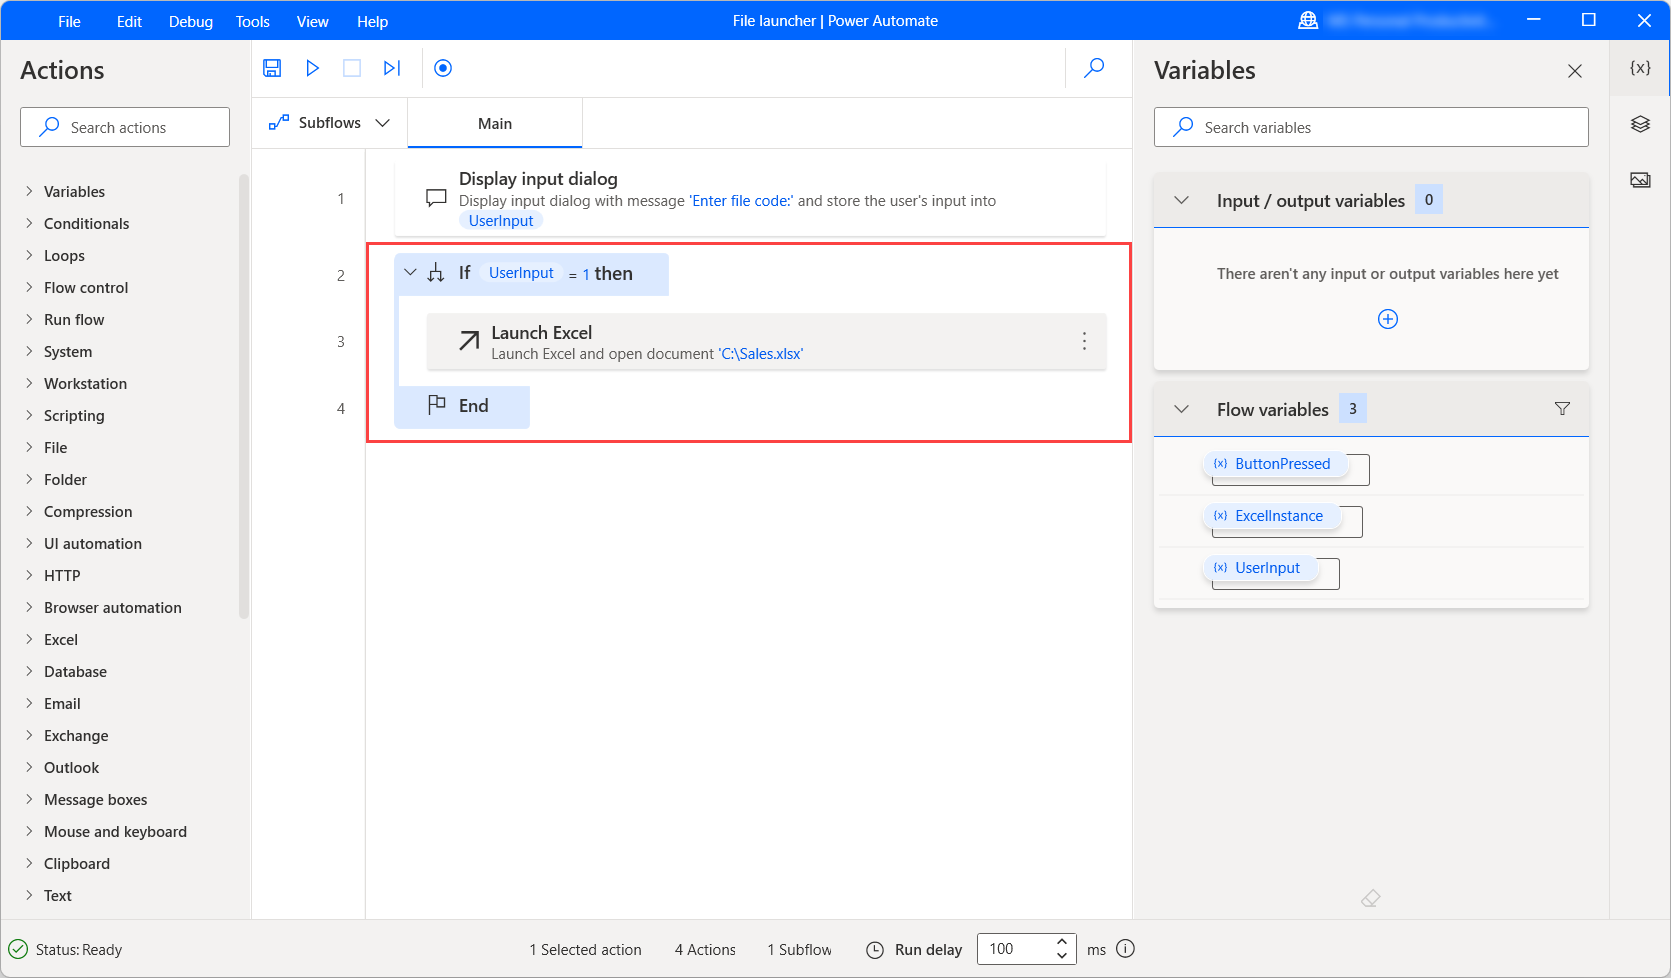 File Edit Debug Tools View Help
File launcher | Power Automate
Actions
Search actions
Variables
Conditionals
Loops
Flow control
Run flow
System
Workstation
Scripting
File
Folder
Compression
UI automation
HTTP
Browser automation
Excel
Database
Email
Exchange
Outlook
Message boxes
Mouse and keyboard
Clipboard
Text
Subflows
Main
1
Display input dialog
Display input dialog with message 'Enter file code:' and store the user's input into
UserInput
2
If UserInput = 1 then
3
Launch Excel
Launch Excel and open document 'C:\Sales.xlsx'
4
End
Variables
{x}
Search variables
Input / output variables 0
There aren't any input or output variables here yet
Flow variables 3
{x} ButtonPressed
{x} ExcelInstance
{x} UserInput
Status: Ready
1 Selected action
4 Actions
1 Subflow
Run delay
100
ms